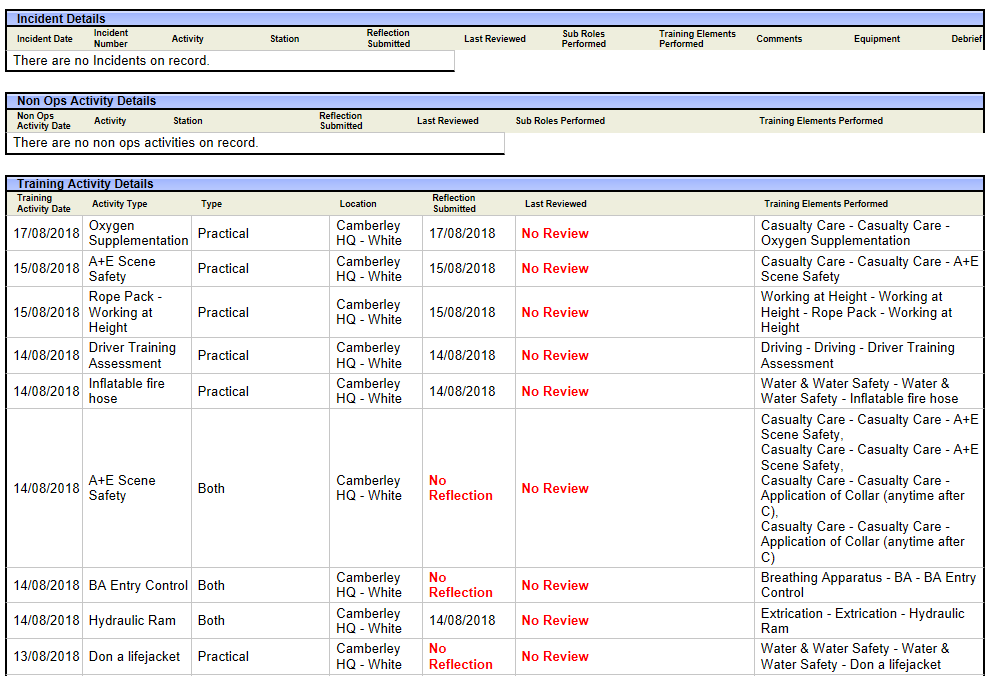 Incident Details
Incident Date Incident Number Activity Station Reflection Submitted Last Reviewed Sub Roles Performed Training Elements Performed Comments Equipment Debrief
There are no Incidents on record.
Non Ops Activity Details
Non Ops Activity Date Activity Station Reflection Submitted Last Reviewed Sub Roles Performed Training Elements Performed
There are no non ops activities on record.
Training Activity Details
Training Activity Date Activity Type Type Location Reflection Submitted Last Reviewed Training Elements Performed
17/08/2018 Oxygen Supplementation Practical Camberley HQ - White 17/08/2018 No Review Casualty Care - Casualty Care - Oxygen Supplementation
15/08/2018 A+E Scene Safety Practical Camberley HQ - White 15/08/2018 No Review Casualty Care - Casualty Care - A+E Scene Safety
15/08/2018 Rope Pack - Working at Height Practical Camberley HQ - White 15/08/2018 No Review Working at Height - Working at Height - Rope Pack - Working at Height
14/08/2018 Driver Training Assessment Practical Camberley HQ - White 14/08/2018 No Review Driving - Driving - Driver Training Assessment
14/08/2018 Inflatable fire hose Practical Camberley HQ - White 14/08/2018 No Review Water & Water Safety - Water & Water Safety - Inflatable fire hose
14/08/2018 A+E Scene Safety Both Camberley HQ - White No Reflection No Review Casualty Care - Casualty Care - A+E Scene Safety,
Casualty Care - Casualty Care - A+E Scene Safety,
Casualty Care - Casualty Care - Application of Collar (anytime after C),
Casualty Care - Casualty Care - Application of Collar (anytime after C)
14/08/2018 BA Entry Control Both Camberley HQ - White No Reflection No Review Breathing Apparatus - BA - BA Entry Control
14/08/2018 Hydraulic Ram Both Camberley HQ - White 14/08/2018 No Review Extrication - Extrication - Hydraulic Ram
13/08/2018 Don a lifejacket Practical Camberley HQ - White No Reflection No Review Water & Water Safety - Water & Water Safety - Don a lifejacket